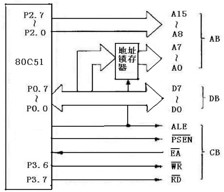 P2.7
~
P2.0
A15
~
A8
AB
80C51
地址锁存器
A7
~
A0
P0.7
~
P0.0
D7
~
D0
DB
ALE
PSEN
EA
CB
P3.6
WR
P3.7
RD